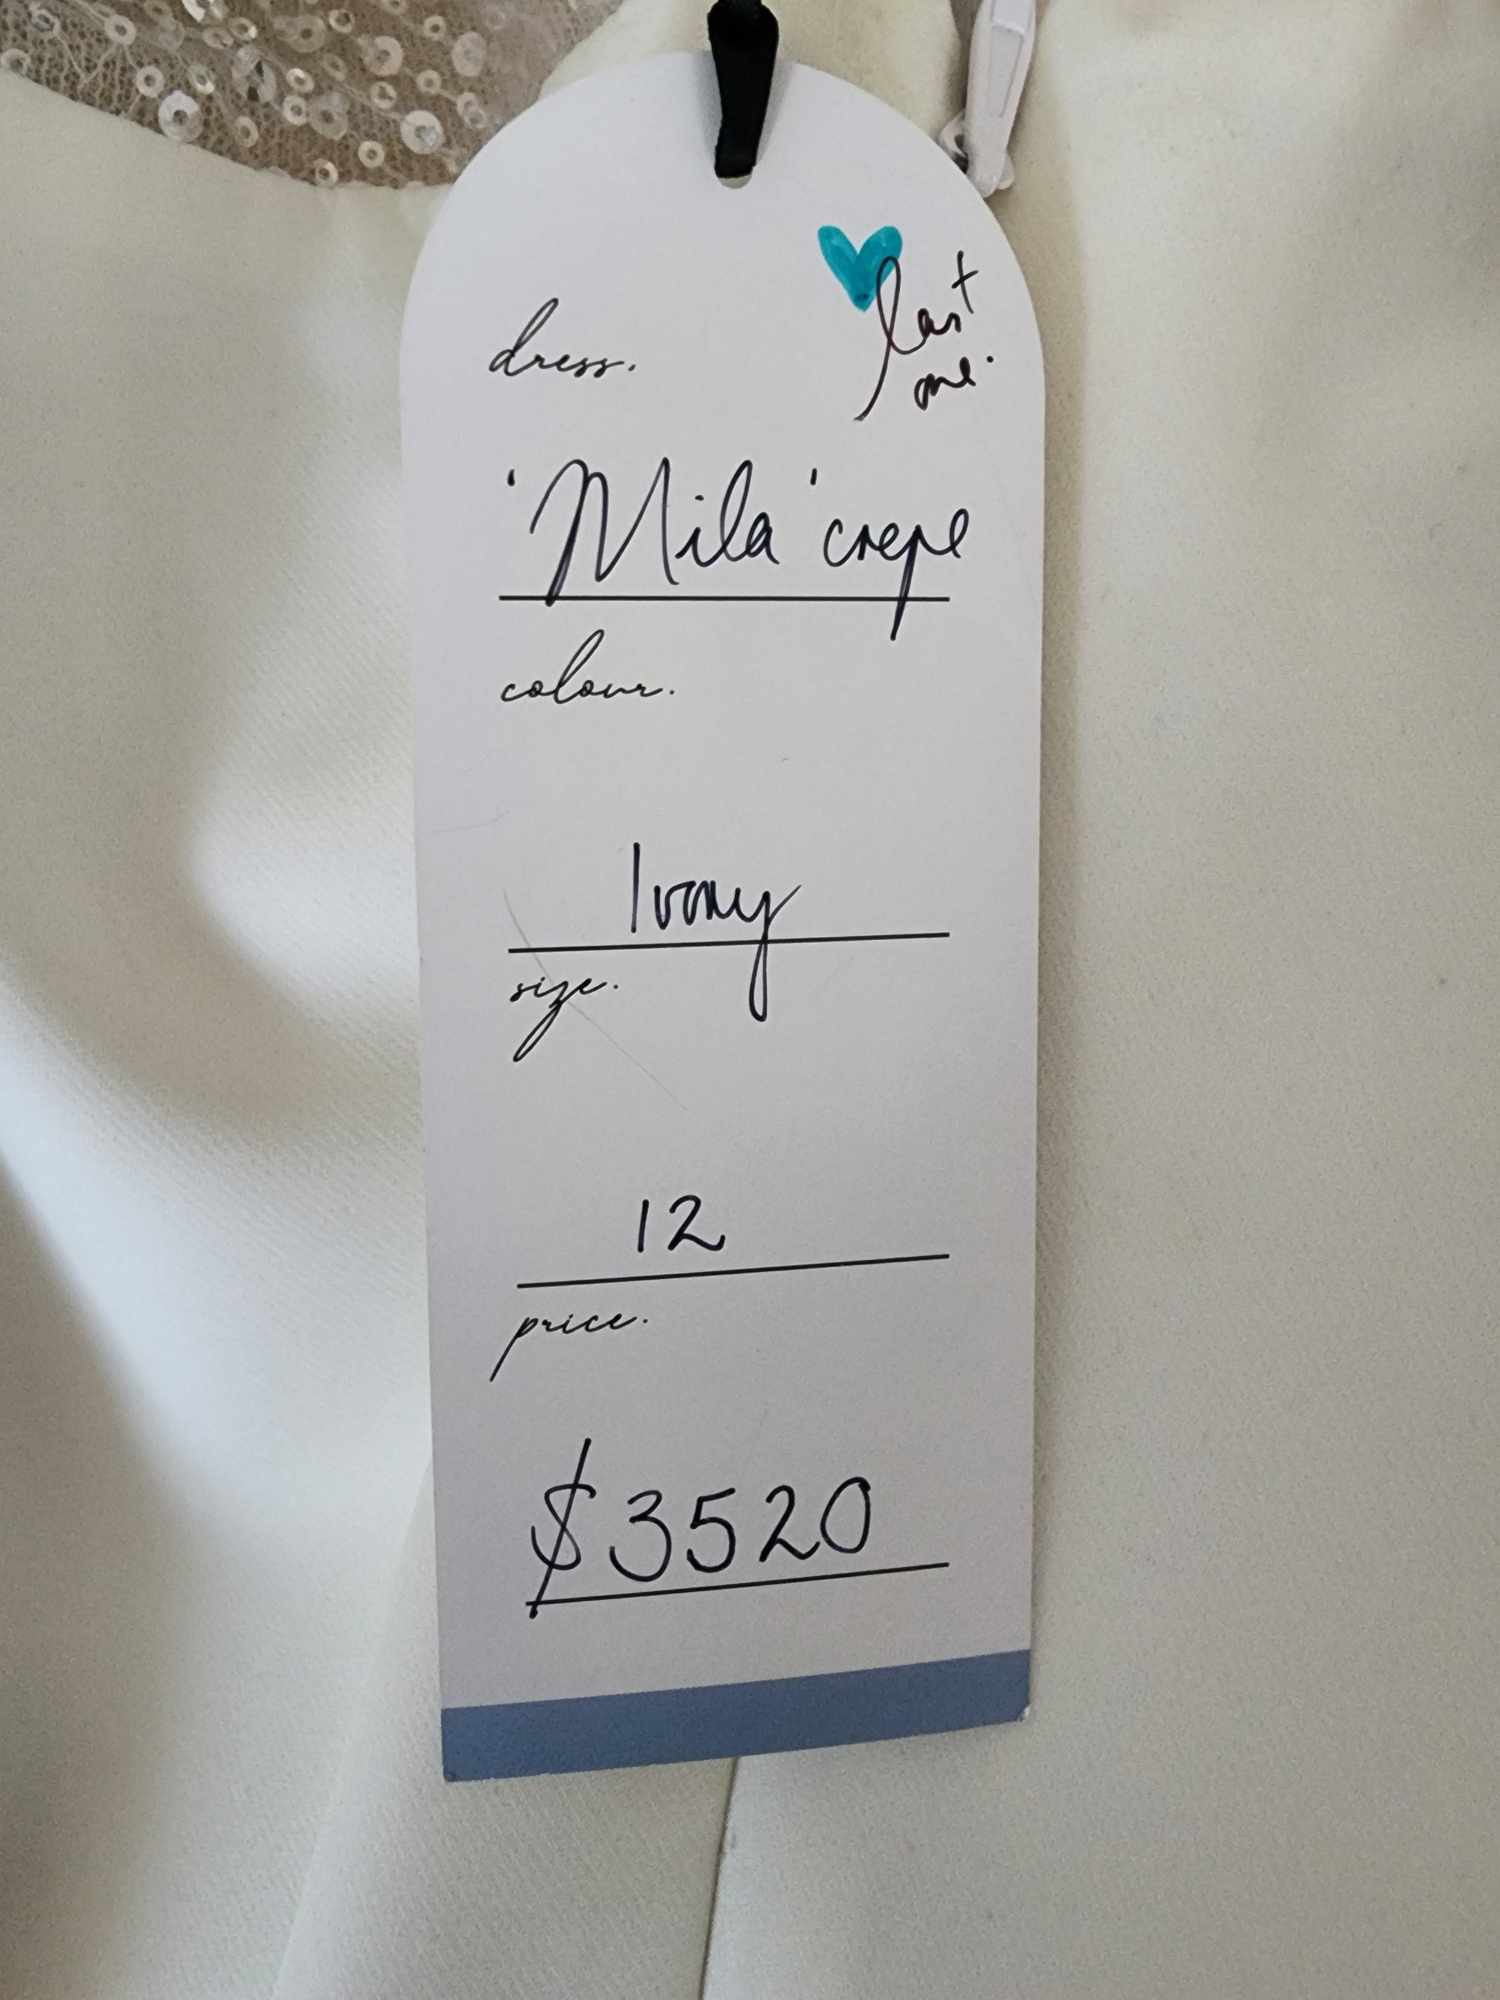 dress.
last
one.
'Mila' crepe
colour.
Ivory
size.
12
price.
$3520